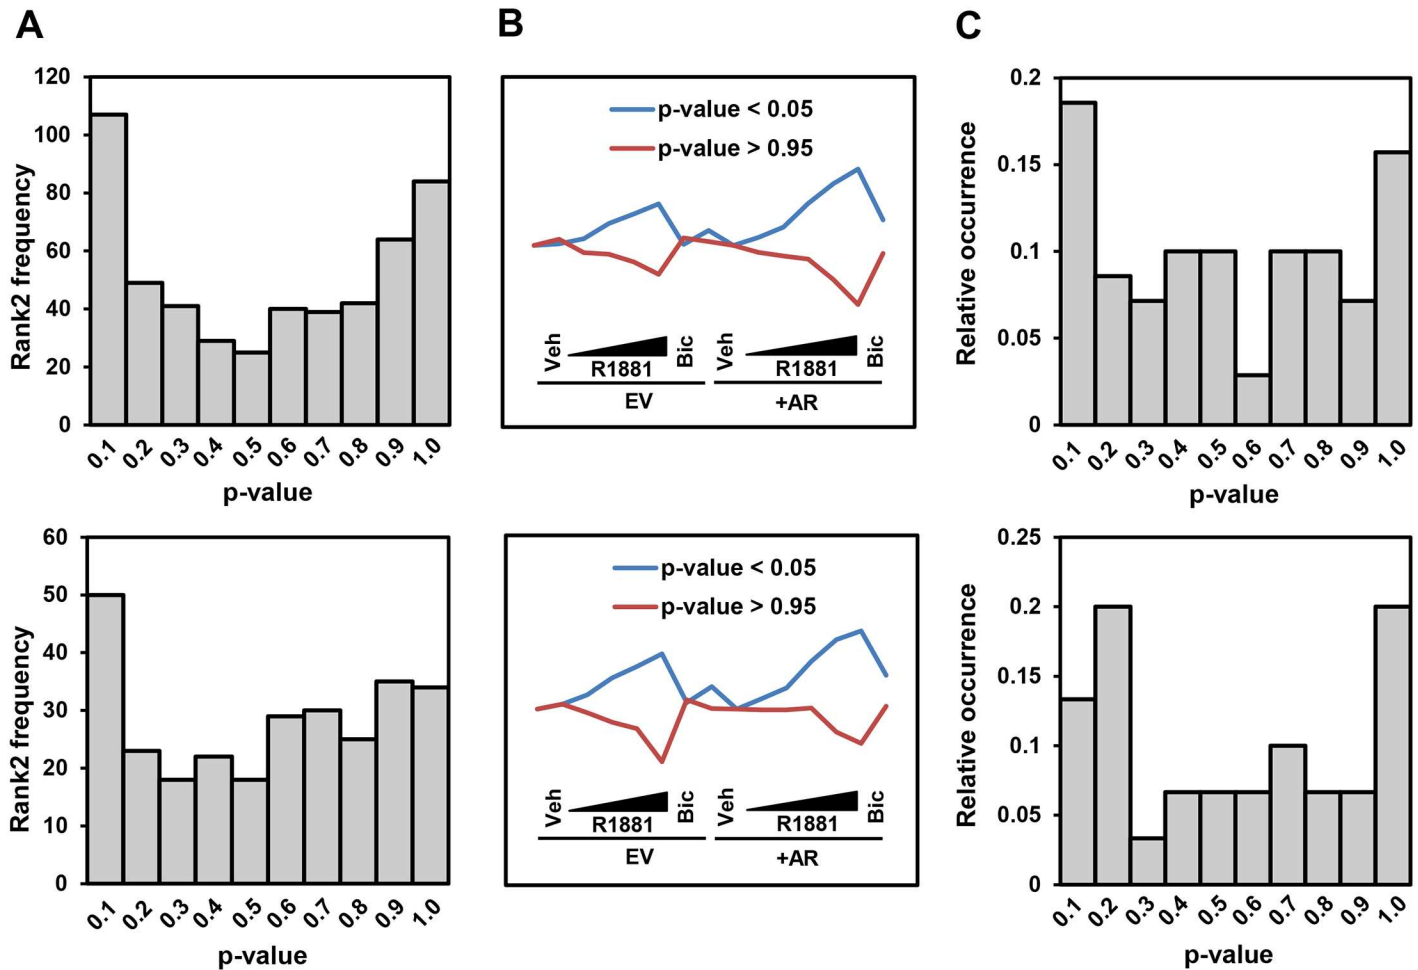 A
B
C
120
100
80
60
40
20
0
Rank2 frequency
0.1 0.2 0.3 0.4 0.5 0.6 0.7 0.8 0.9 1.0
p-value
p-value < 0.05
p-value > 0.95
Veh
R1881
Bic
Veh
R1881
Bic
EV
+AR
0.2
0.15
0.1
0.05
0
Relative occurrence
0.1 0.2 0.3 0.4 0.5 0.6 0.7 0.8 0.9 1.0
p-value
60
50
40
30
20
10
0
Rank2 frequency
0.1 0.2 0.3 0.4 0.5 0.6 0.7 0.8 0.9 1.0
p-value
p-value < 0.05
p-value > 0.95
Veh
R1881
Bic
Veh
R1881
Bic
EV
+AR
0.25
0.2
0.15
0.1
0.05
0
Relative occurrence
0.1 0.2 0.3 0.4 0.5 0.6 0.7 0.8 0.9 1.0
p-value